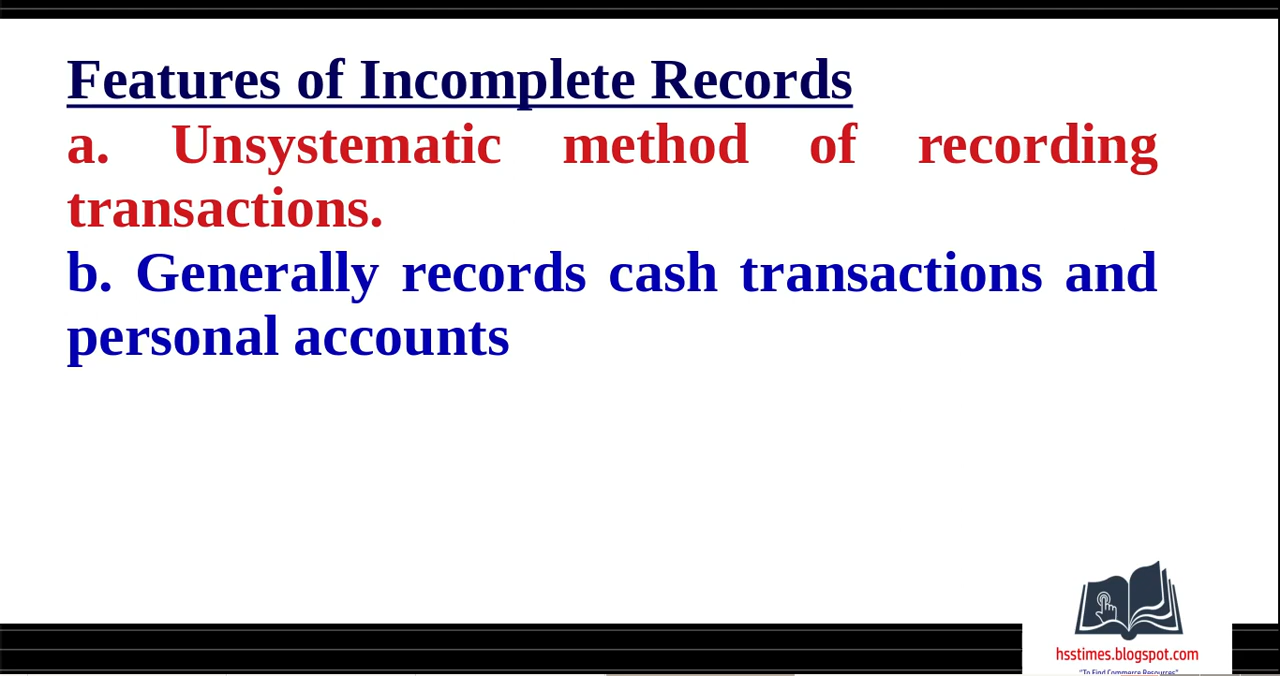 Features of Incomplete Records
a. Unsystematic method of recording
transactions.
b. Generally records cash transactions and
personal accounts
hsstimes.blogspot.com
"To Find Commerce Resources"